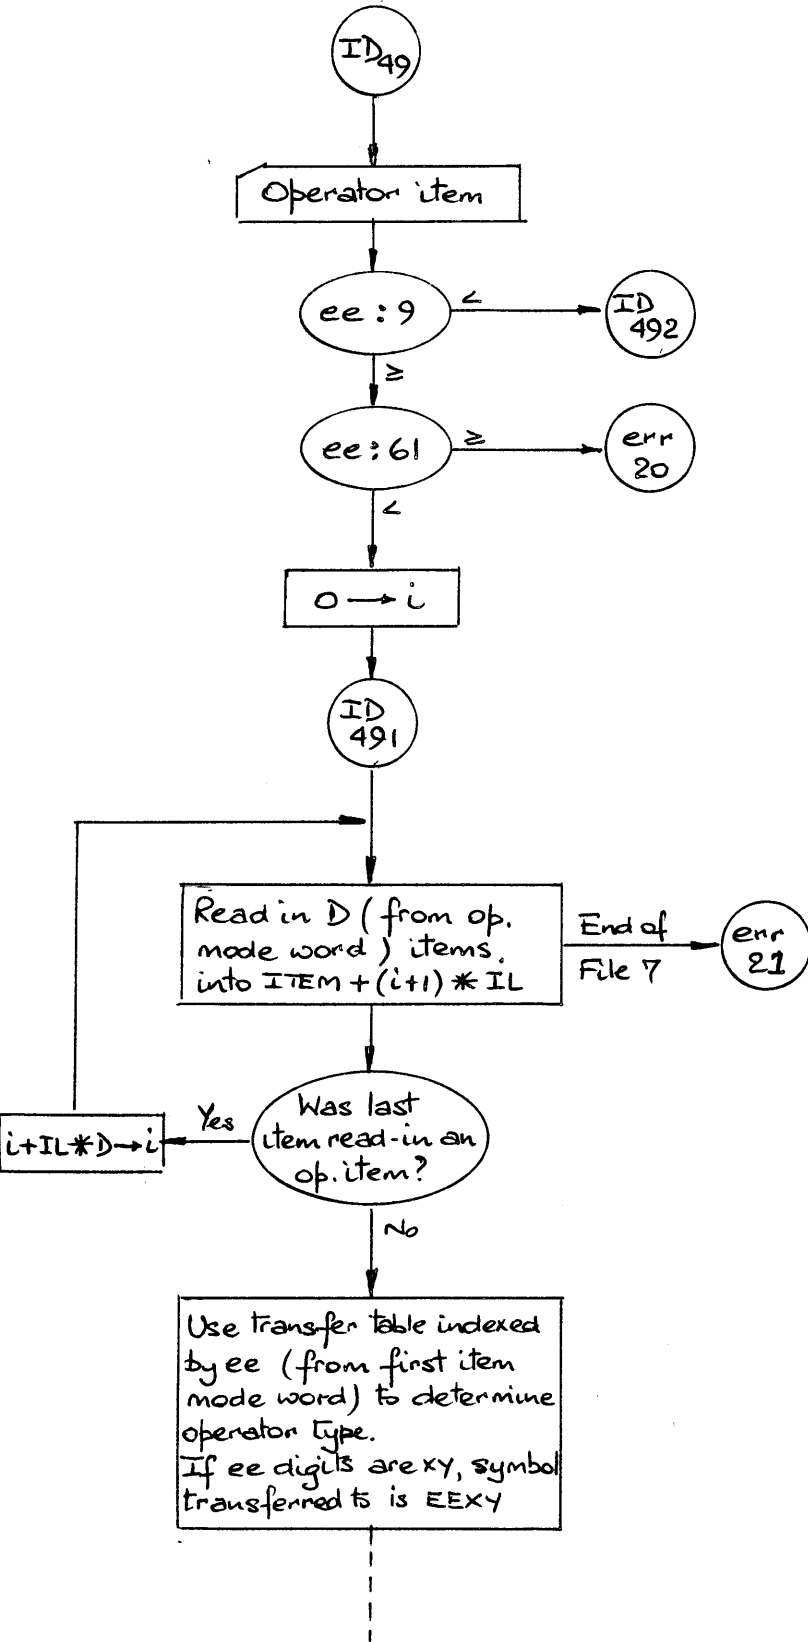 ID49
Operator item
ee : 9
<
ID
492
≥
ee : 61
≥
err
20
<
0 → i
ID
491
Read in D (from op.
mode word) items.
into ITEM + (i+1) * IL
End of
File 7
err
21
Was last
item read-in an
op. item?
Yes
i+IL*D→i
No
Use transfer table indexed
by ee (from first item
mode word) to determine
operator type.
If ee digits are xy, symbol
transferred to is EEXY